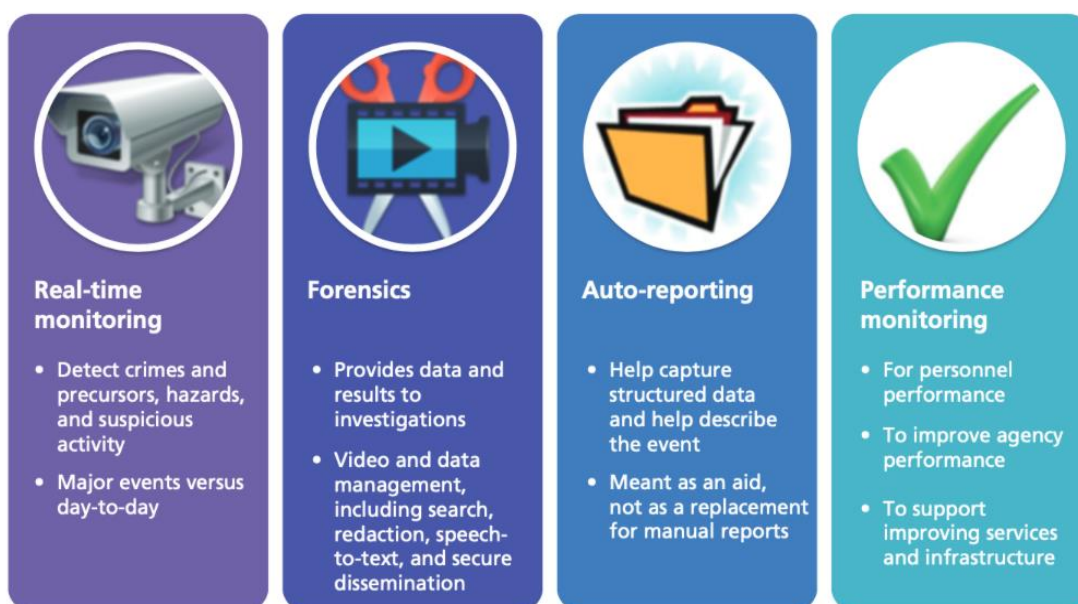 Real-time
monitoring
• Detect crimes and
precursors, hazards,
and suspicious
activity
• Major events versus
day-to-day
Forensics
• Provides data and
results to
investigations
• Video and data
management,
including search,
redaction, speech-
to-text, and secure
dissemination
Auto-reporting
• Help capture
structured data
and help describe
the event
• Meant as an aid,
not as a replacement
for manual reports
Performance
monitoring
• For personnel
performance
• To improve agency
performance
• To support
improving services
and infrastructure